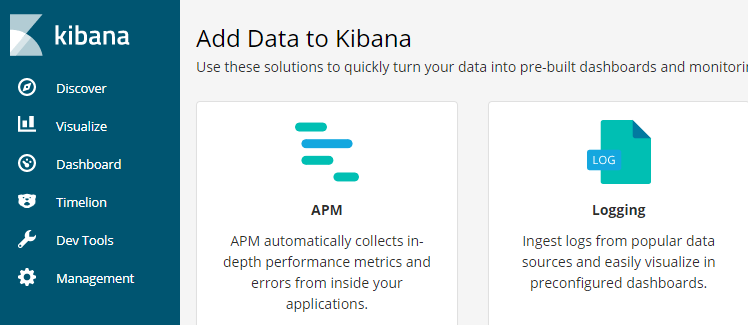 kibana
Discover
Visualize
Dashboard
Timelion
Dev Tools
Management
Add Data to Kibana
Use these solutions to quickly turn your data into pre-built dashboards and
APM
APM automatically collects in-
depth performance metrics and
errors from inside your
applications.
LOG
Logging
Ingest logs from popular data
sources and easily visualize in
preconfigured dashboards.